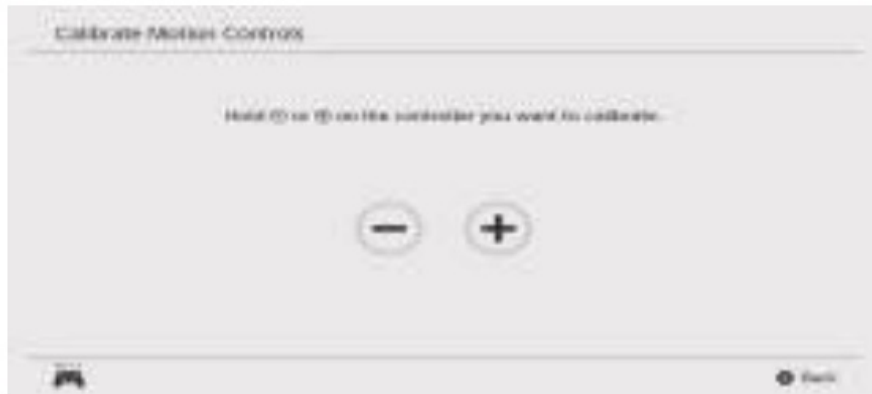 Calibrate Motion Controls
Hold ⊖ or ⊕ on the controller you want to calibrate.
Back